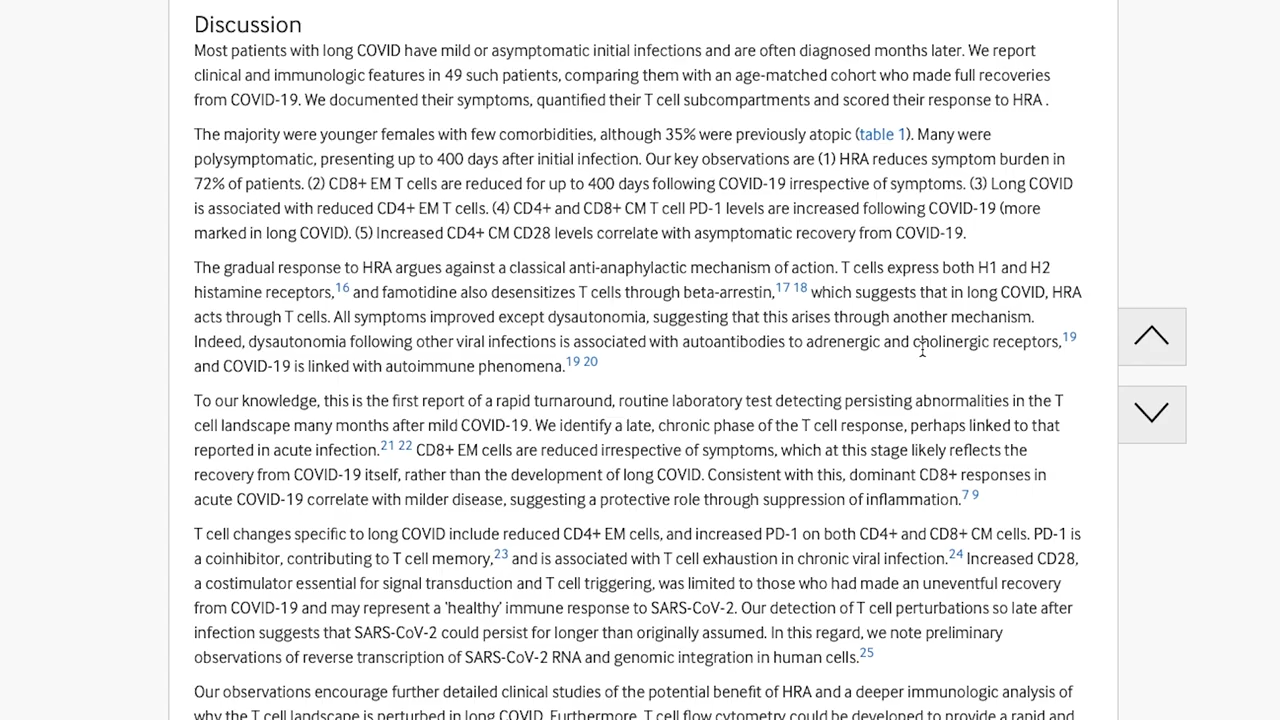 Discussion
Most patients with long COVID have mild or asymptomatic initial infections and are often diagnosed months later. We report
clinical and immunologic features in 49 such patients, comparing them with an age-matched cohort who made full recoveries
from COVID-19. We documented their symptoms, quantified their T cell subcompartments and scored their response to HRA .
The majority were younger females with few comorbidities, although 35% were previously atopic (table 1). Many were
polysymptomatic, presenting up to 400 days after initial infection. Our key observations are (1) HRA reduces symptom burden in
72% of patients. (2) CD8+ EM T cells are reduced for up to 400 days following COVID-19 irrespective of symptoms. (3) Long COVID
is associated with reduced CD4+ EM T cells. (4) CD4+ and CD8+ CM T cell PD-1 levels are increased following COVID-19 (more
marked in long COVID). (5) Increased CD4+ CM CD28 levels correlate with asymptomatic recovery from COVID-19.
The gradual response to HRA argues against a classical anti-anaphylactic mechanism of action. T cells express both H1 and H2
histamine receptors,16 and famotidine also desensitizes T cells through beta-arrestin,17 18 which suggests that in long COVID, HRA
acts through T cells. All symptoms improved except dysautonomia, suggesting that this arises through another mechanism.
Indeed, dysautonomia following other viral infections is associated with autoantibodies to adrenergic and cholinergic receptors,19
and COVID-19 is linked with autoimmune phenomena.19 20
To our knowledge, this is the first report of a rapid turnaround, routine laboratory test detecting persisting abnormalities in the T
cell landscape many months after mild COVID-19. We identify a late, chronic phase of the T cell response, perhaps linked to that
reported in acute infection.21 22 CD8+ EM cells are reduced irrespective of symptoms, which at this stage likely reflects the
recovery from COVID-19 itself, rather than the development of long COVID. Consistent with this, dominant CD8+ responses in
acute COVID-19 correlate with milder disease, suggesting a protective role through suppression of inflammation.7 9
T cell changes specific to long COVID include reduced CD4+ EM cells, and increased PD-1 on both CD4+ and CD8+ CM cells. PD-1 is
a coinhibitor, contributing to T cell memory,23 and is associated with T cell exhaustion in chronic viral infection.24 Increased CD28,
a costimulator essential for signal transduction and T cell triggering, was limited to those who had made an uneventful recovery
from COVID-19 and may represent a 'healthy' immune response to SARS-CoV-2. Our detection of T cell perturbations so late after
infection suggests that SARS-CoV-2 could persist for longer than originally assumed. In this regard, we note preliminary
observations of reverse transcription of SARS-CoV-2 RNA and genomic integration in human cells.25
Our observations encourage further detailed clinical studies of the potential benefit of HRA and a deeper immunologic analysis of
why the T cell landscape is perturbed in long COVID. Furthermore, T cell flow cytometry could be developed to provide a rapid and